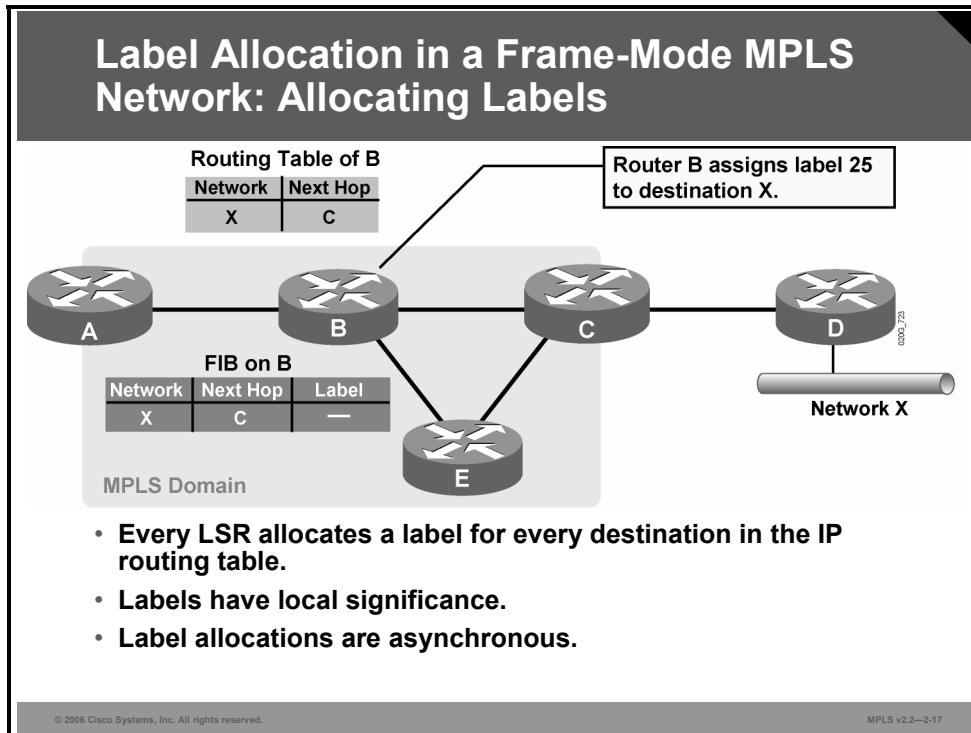 Label Allocation in a Frame-Mode MPLS
Network: Allocating Labels
Routing Table of B
Network Next Hop
X C
Router B assigns label 25
to destination X.
A
B
C
D
020G_723
FIB on B
Network Next Hop Label
X C —
Network X
E
MPLS Domain
• Every LSR allocates a label for every destination in the IP
routing table.
• Labels have local significance.
• Label allocations are asynchronous.
© 2006 Cisco Systems, Inc. All rights reserved.
MPLS v2.2—2-17